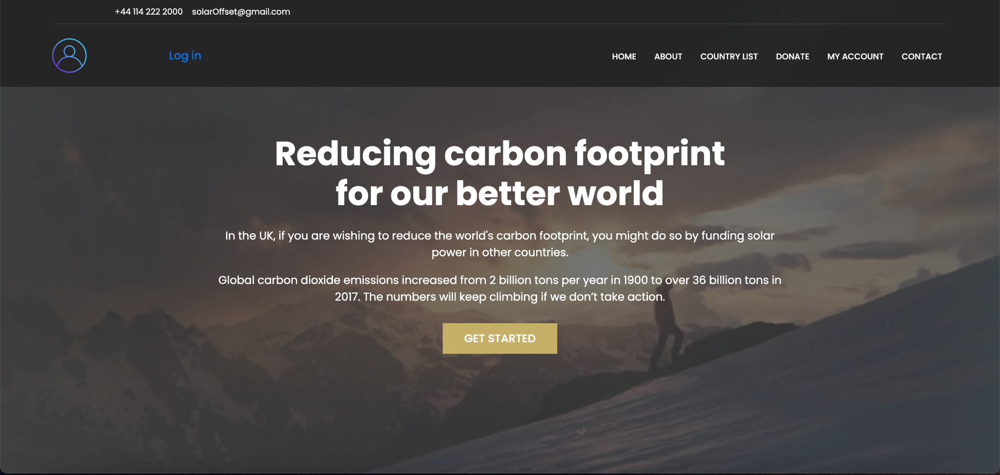 +44 114 222 2000 solarOffset@gmail.com
Log in
HOME ABOUT COUNTRY LIST DONATE MY ACCOUNT CONTACT
Reducing carbon footprint
for our better world
In the UK, if you are wishing to reduce the world's carbon footprint, you might do so by funding solar
power in other countries.
Global carbon dioxide emissions increased from 2 billion tons per year in 1900 to over 36 billion tons in
2017. The numbers will keep climbing if we don’t take action.
GET STARTED